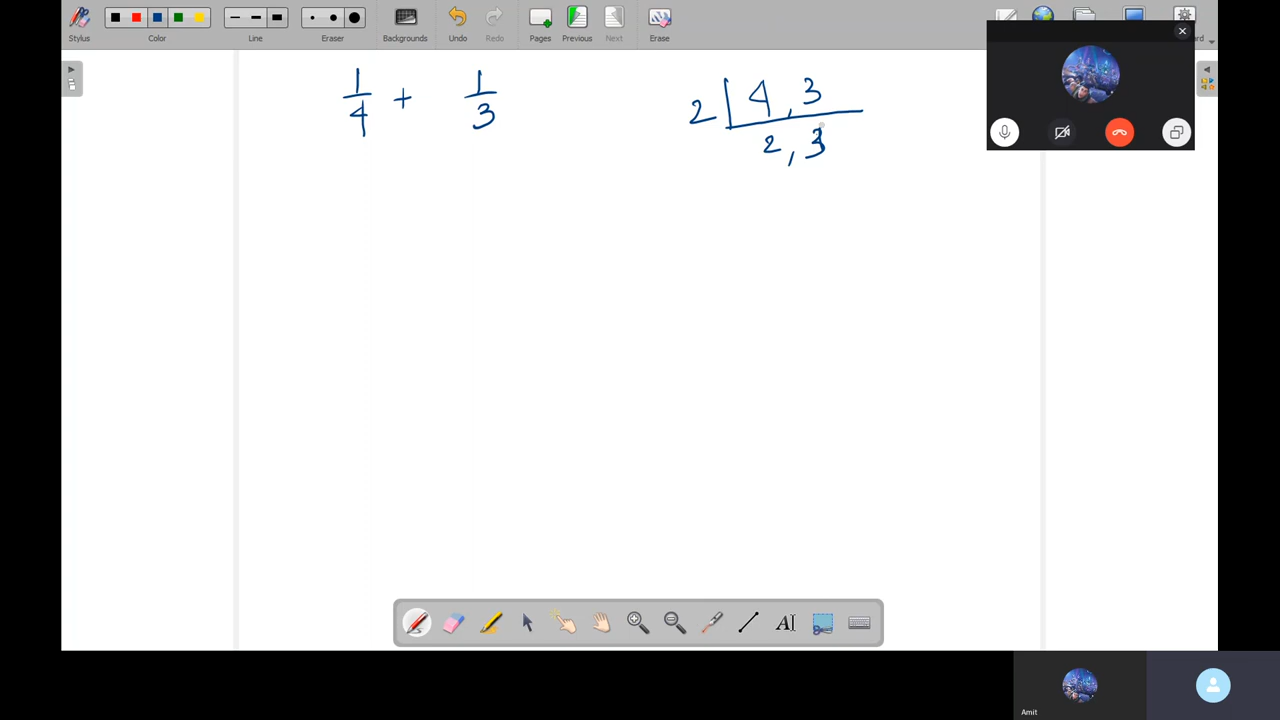 Stylus Color Line Eraser Backgrounds Undo Redo Pages Previous Next Erase
1/4 + 1/3
2 | 4 , 3
2 , 3
Amit